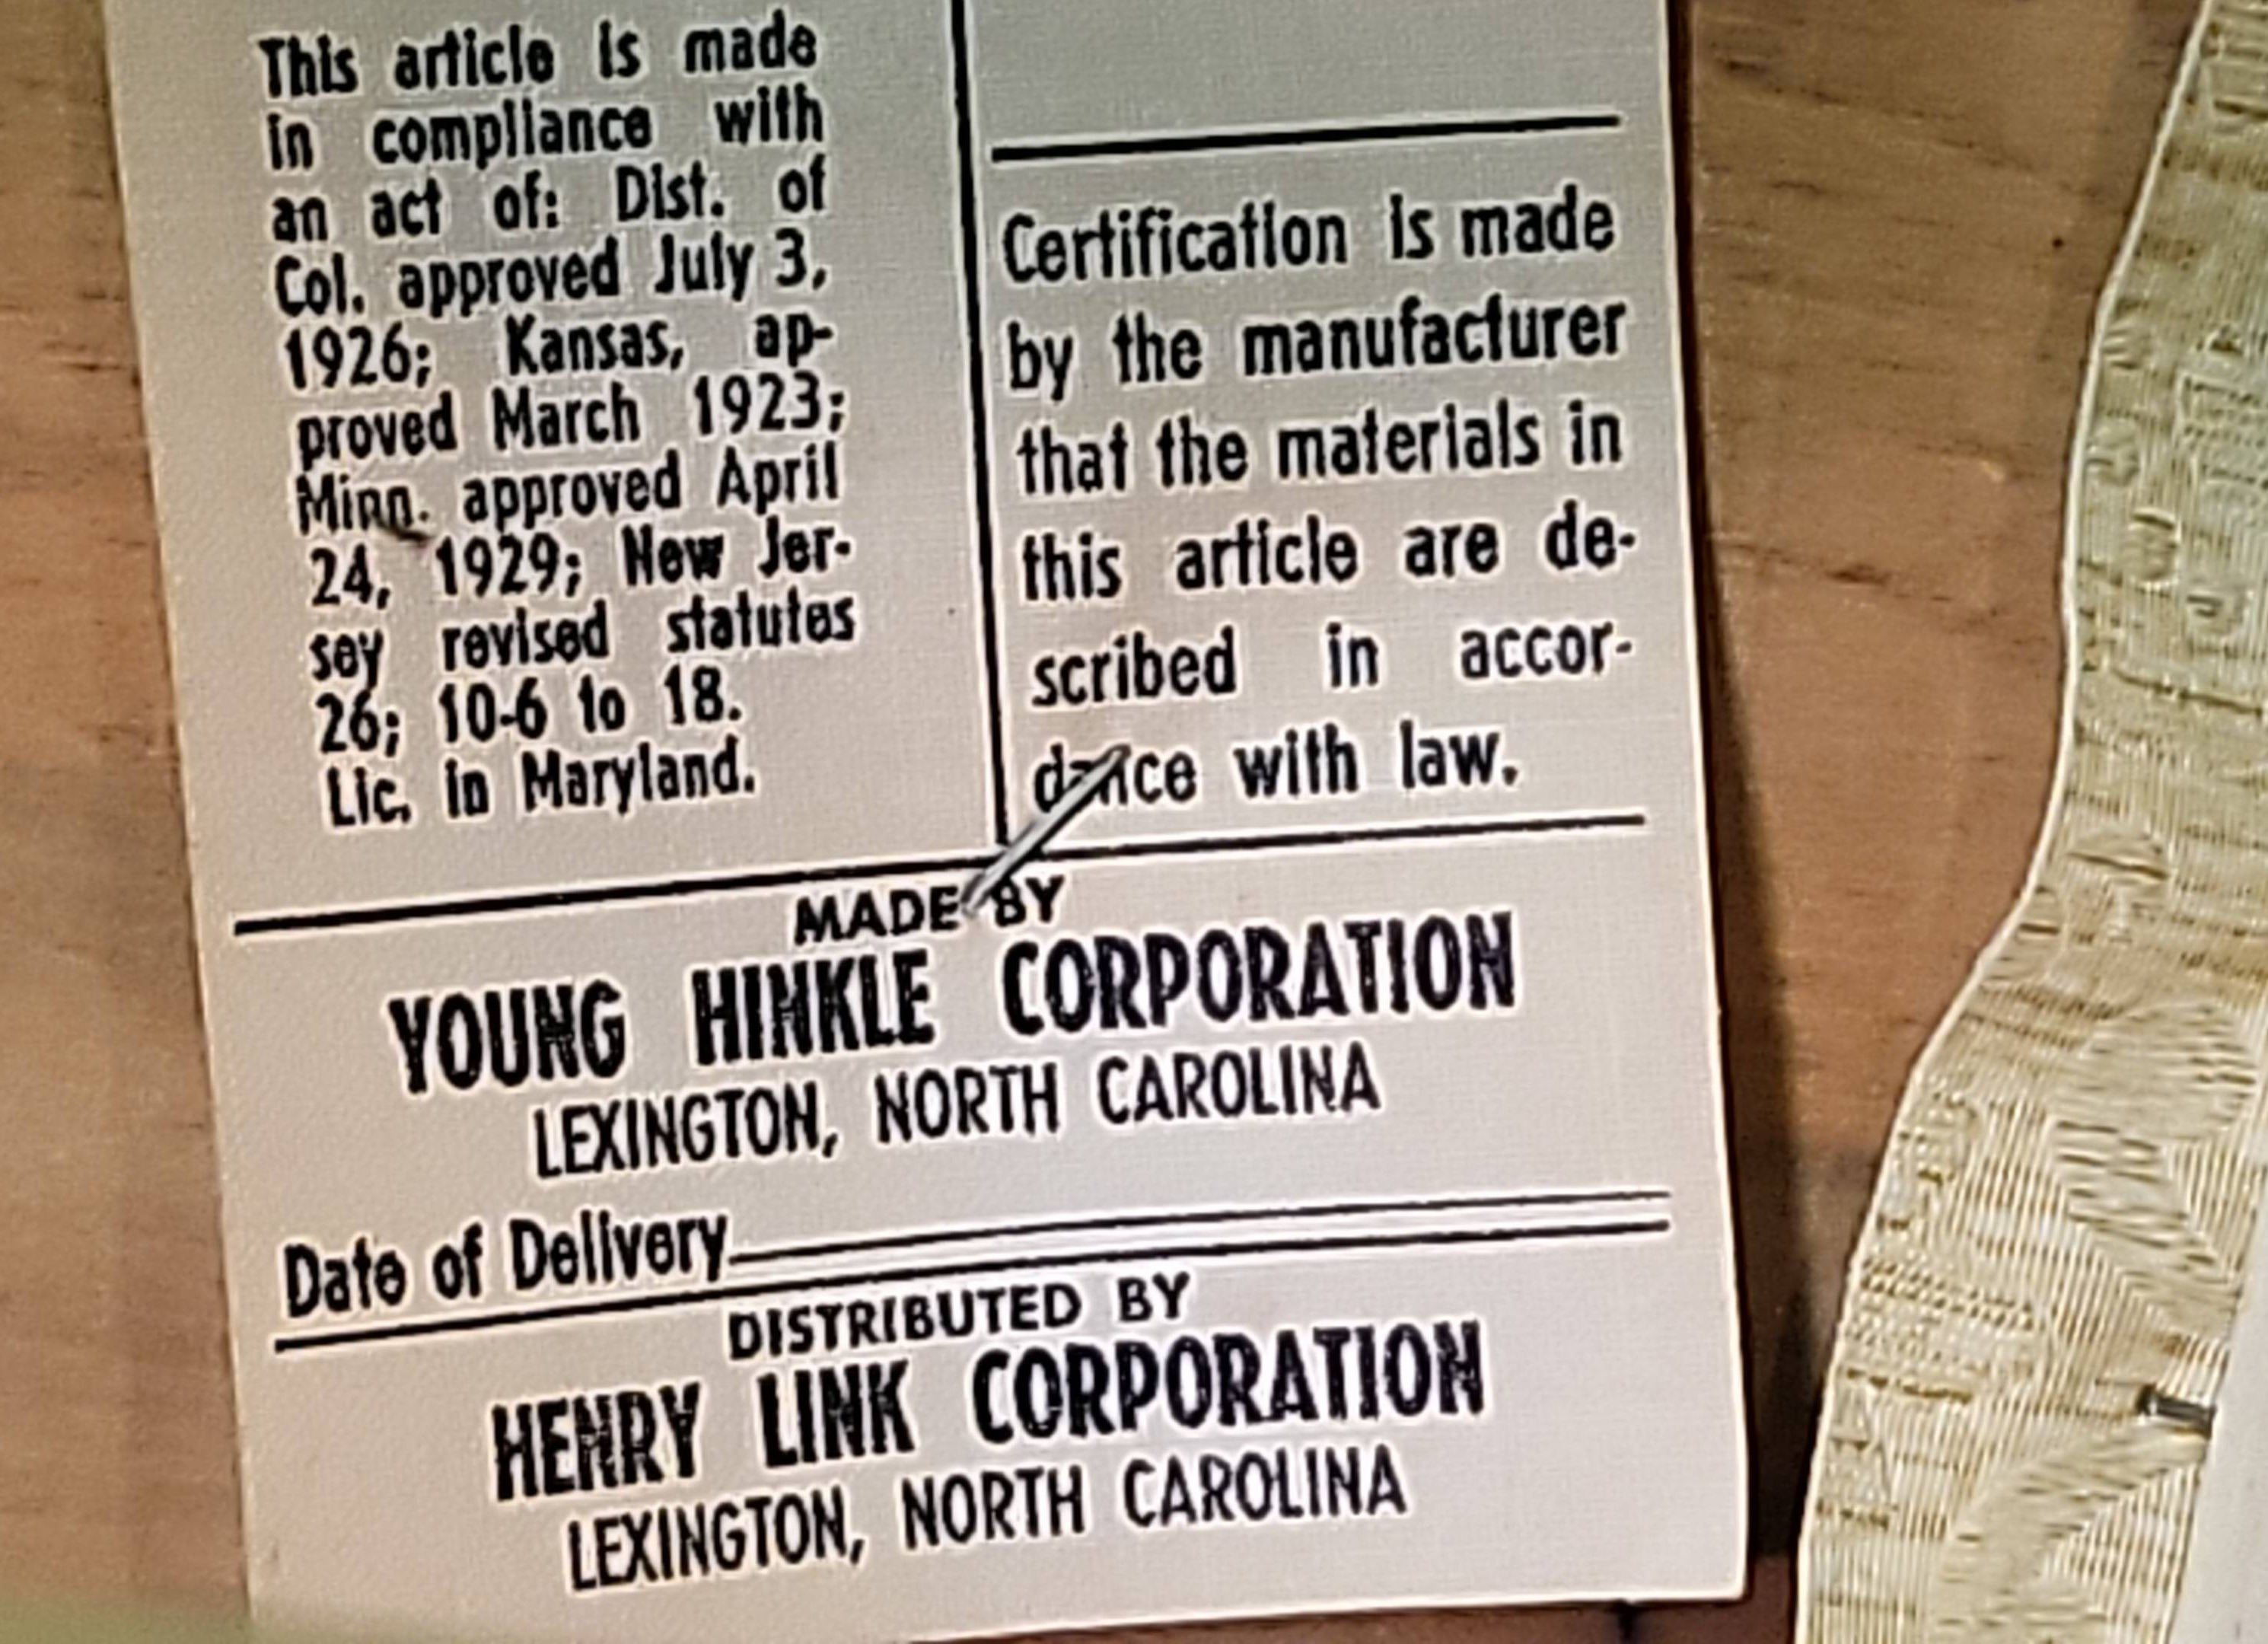 This article is made
in compliance with
an act of: Dist. of
Col. approved July 3,
1926; Kansas, ap-
proved March 1923;
Minn. approved April
24, 1929; New Jer-
sey revised statutes
26; 10-6 to 18.
Lic. in Maryland.
Certification is made
by the manufacturer
that the materials in
this article are de-
scribed in accor-
dance with law.
MADE BY
YOUNG HINKLE CORPORATION
LEXINGTON, NORTH CAROLINA
Date of Delivery
DISTRIBUTED BY
HENRY LINK CORPORATION
LEXINGTON, NORTH CAROLINA